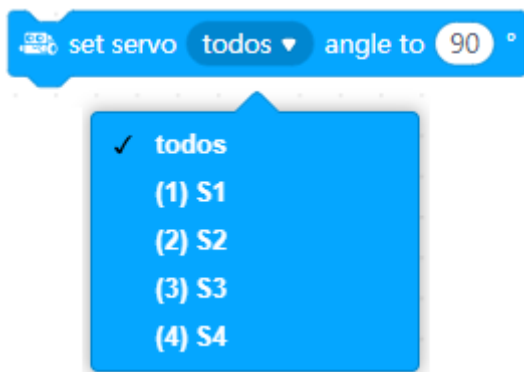 set servo todos ▾ angle to 90 °
✓ todos
(1) S1
(2) S2
(3) S3
(4) S4